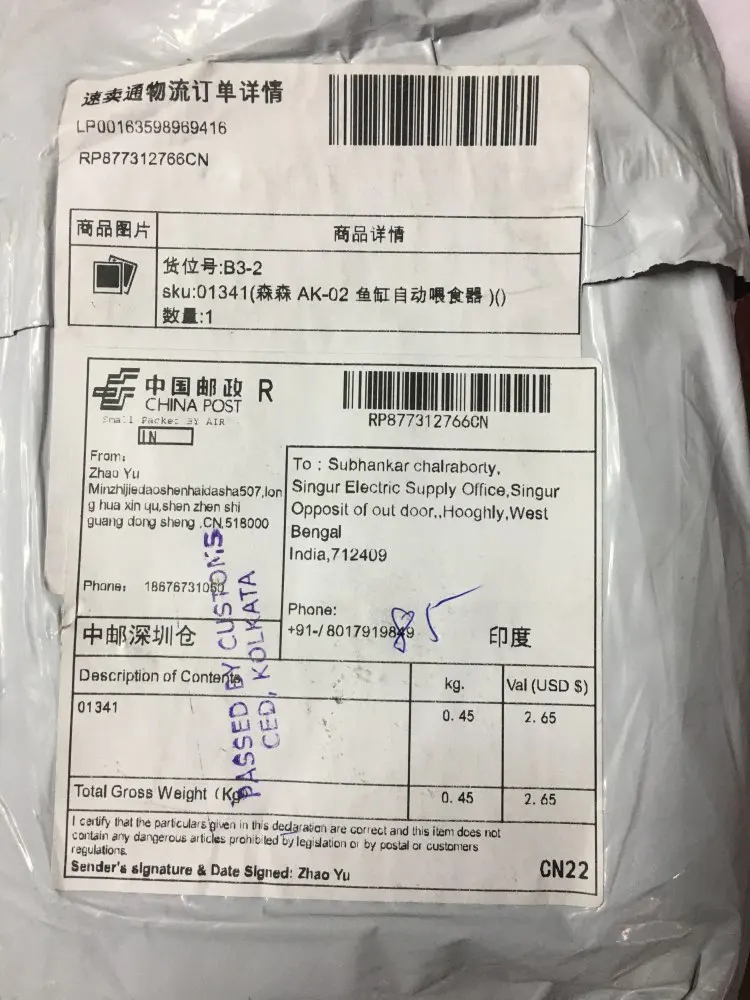 速卖通物流订单详情
LP00163598969416
RP877312766CN
商品图片
商品详情
货位号:B3-2
sku:01341(森森 AK-02 鱼缸自动喂食器 )()
数量:1
中国邮政 R
CHINA POST
Small Packet BY AIR
IN
RP877312766CN
From:
Zhao Yu
Minzhijiedaoshenhaidasha507,lon
g hua xin qu,shen zhen shi
guang dong sheng ,CN,518000
Phone: 18676731050
中邮深圳仓
To : Subhankar chalraborty,
Singur Electric Supply Office,Singur
Opposit of out door,,Hooghly,West
Bengal
India,712409
Phone:
+91-/ 8017919849
印度
85
PASSED BY CUSTOMS
CED, KOLKATA
Description of Contents kg. Val (USD $)
01341 0.45 2.65
Total Gross Weight (Kg 0.45 2.65
I certify that the particulars given in this declaration are correct and this item does not
contain any dangerous articles prohibited by legislation or by postal or customers
regulations.
Sender's signature & Date Signed: Zhao Yu
CN22